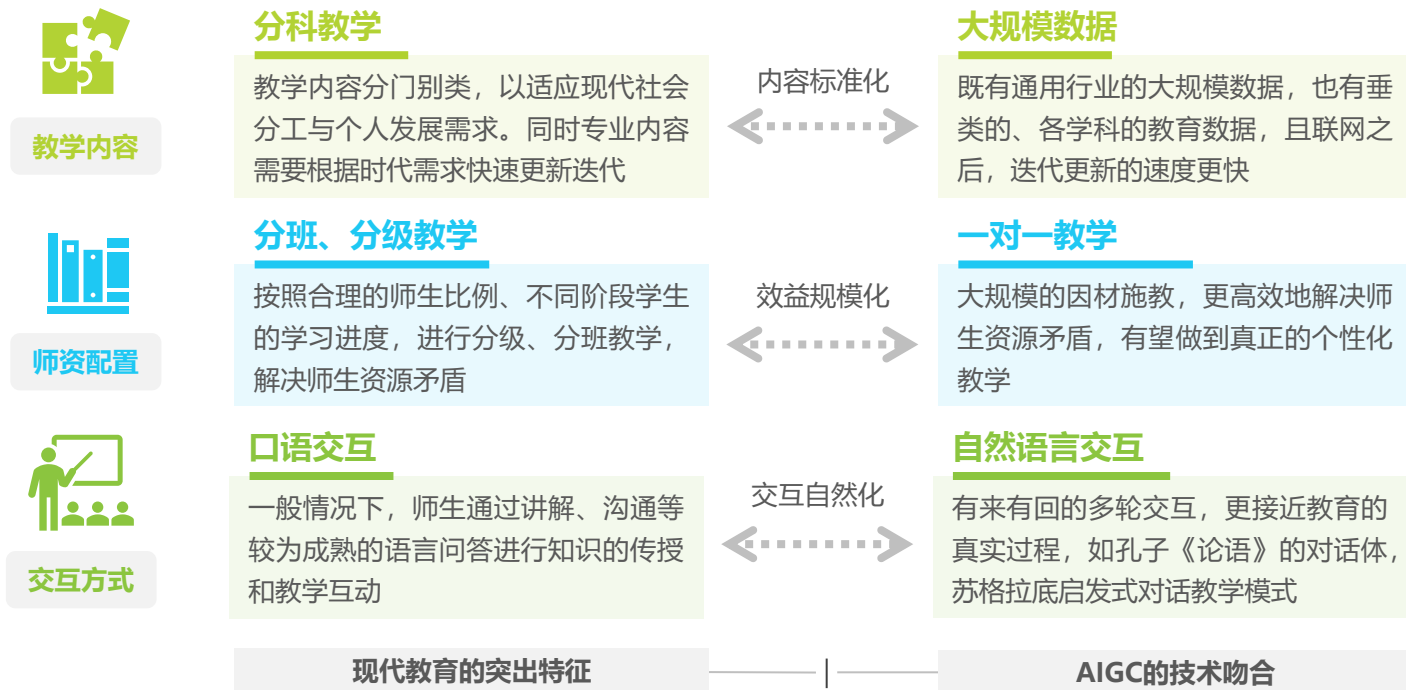 教学内容
分科教学
教学内容分门别类，以适应现代社会
分工与个人发展需求。同时专业内容
需要根据时代需求快速更新迭代
内容标准化
大规模数据
既有通用行业的大规模数据，也有垂
类的、各学科的教育数据，且联网之
后，迭代更新的速度更快
师资配置
分班、分级教学
按照合理的师生比例、不同阶段学生
的学习进度，进行分级、分班教学，
解决师生资源矛盾
效益规模化
一对一教学
大规模的因材施教，更高效地解决师
生资源矛盾，有望做到真正的个性化
教学
交互方式
口语交互
一般情况下，师生通过讲解、沟通等
较为成熟的语言问答进行知识的传授
和教学互动
交互自然化
自然语言交互
有来有回的多轮交互，更接近教育的
真实过程，如孔子《论语》的对话体，
苏格拉底启发式对话教学模式
现代教育的突出特征
AIGC的技术吻合